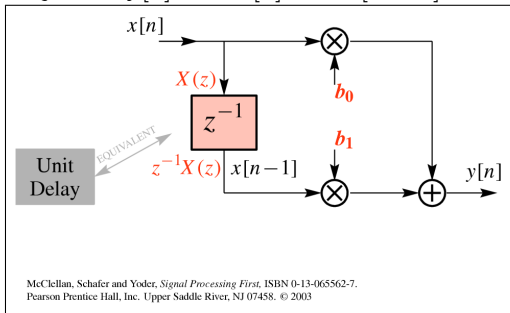 x[n]
X(z)
b₀
z⁻¹
b₁
EQUIVALENT
Unit
Delay
z⁻¹X(z) x[n−1]
y[n]
McClellan, Schafer and Yoder, Signal Processing First, ISBN 0-13-065562-7.
Pearson Prentice Hall, Inc. Upper Saddle River, NJ 07458. © 2003